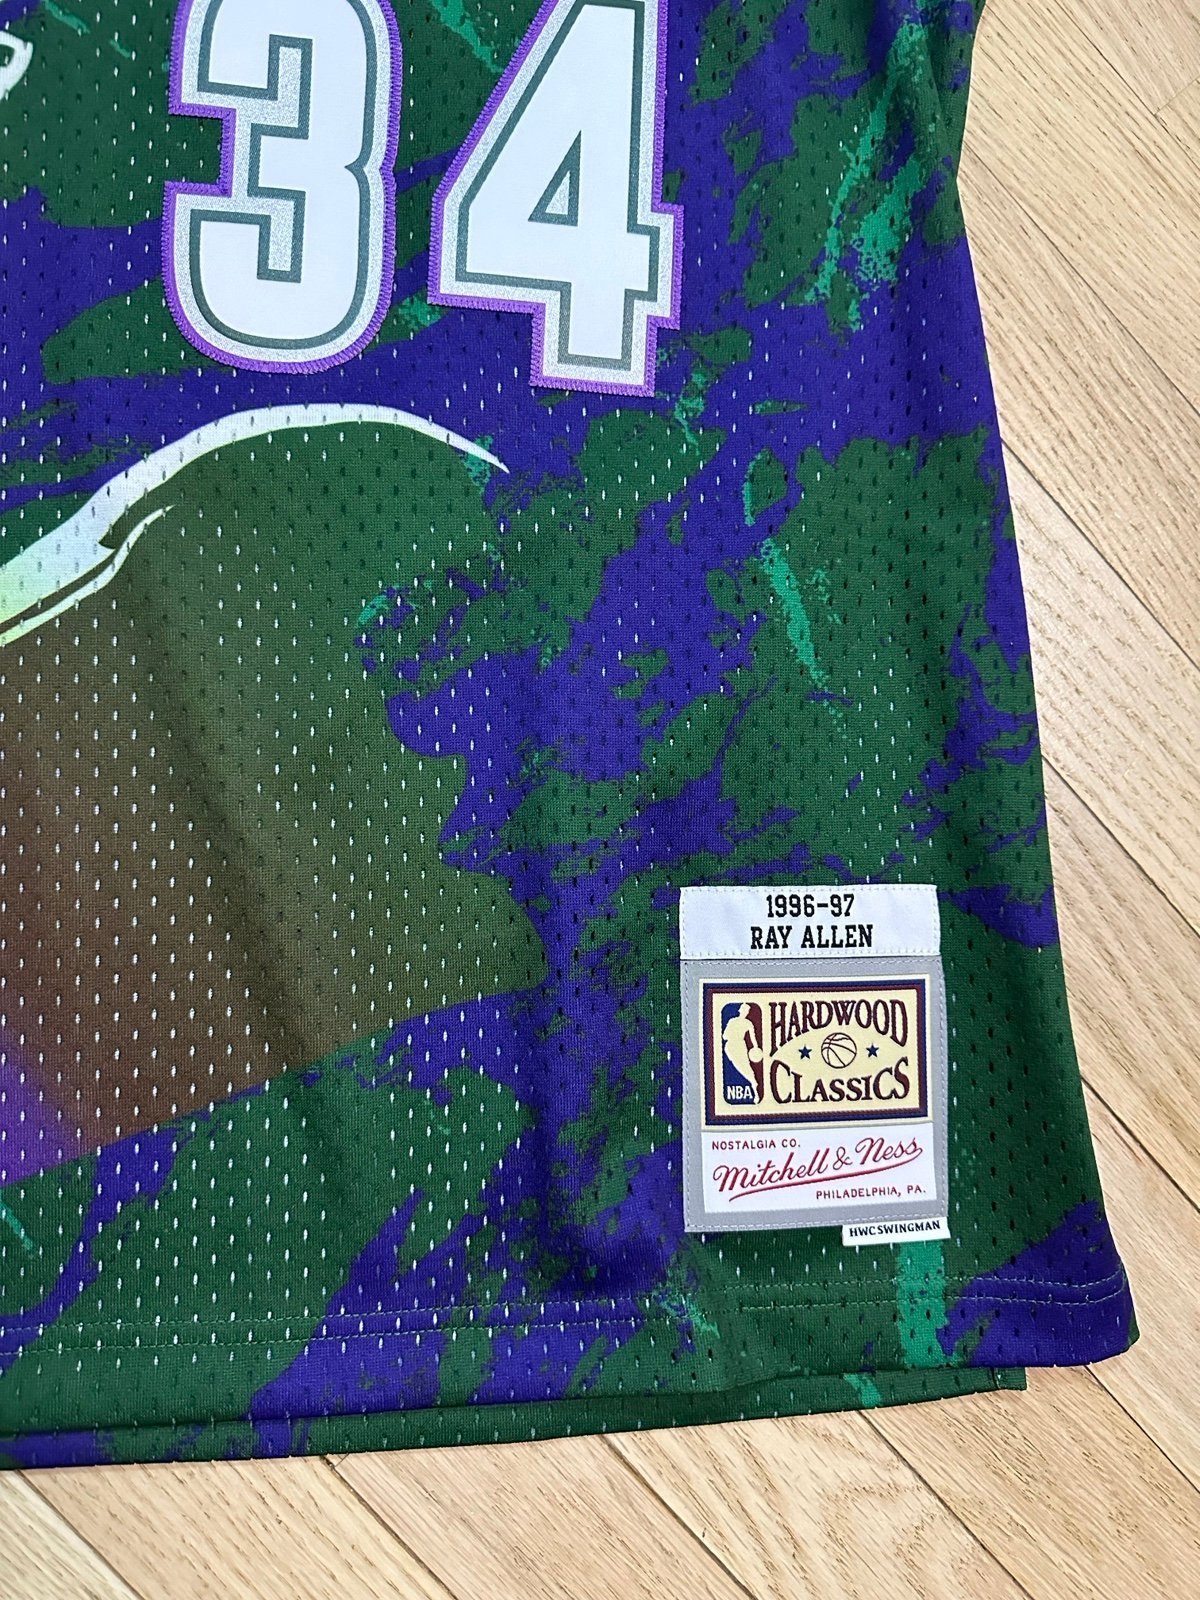 34
1996-97
RAY ALLEN
HARDWOOD
CLASSICS
NBA
NOSTALGIA CO.
Mitchell & Ness
PHILADELPHIA, PA.
HWCSWINGMAN